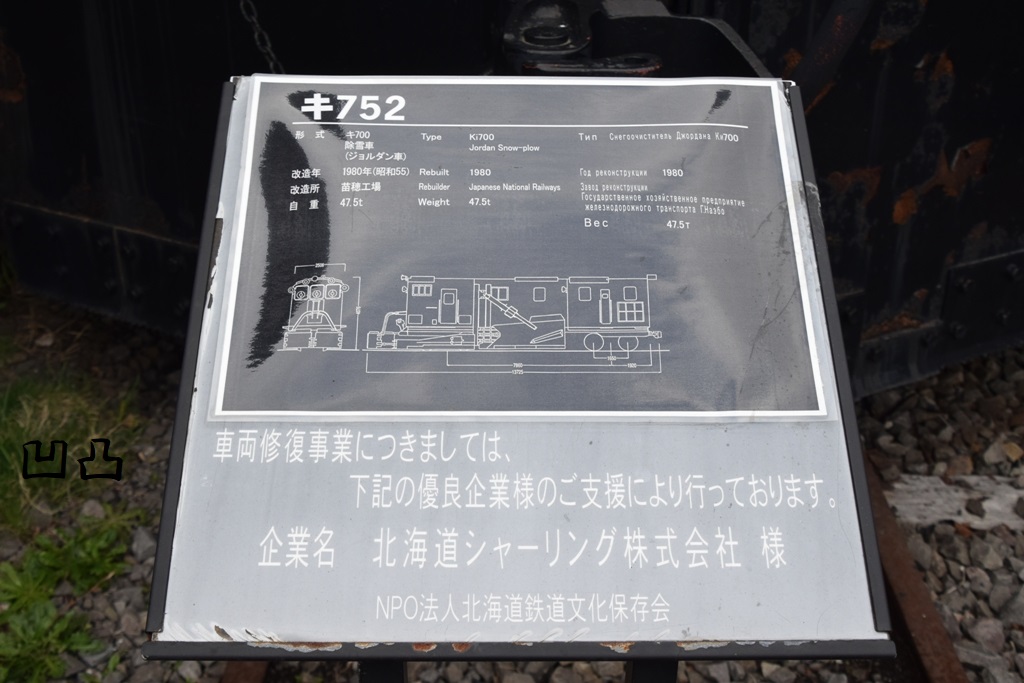 キ752
形式 キ700 Type Ki700 Тип Снегоочиститель Джордана Ки700
除雪車 Jordan Snow-plow
(ジョルダン車)
改造年 1980年(昭和55) Rebuilt 1980 Год реконструкции 1980
改造所 苗穂工場 Rebuilder Japanese National Railways Завод реконструкции
Государственное хозяйственное предприятие
железнодорожного транспорта
自重 47.5t Weight 47.5t Вес 47.5т
凹凸
車両修復事業につきましては、
下記の優良企業様のご支援により行っております。
企業名 北海道シャーリング株式会社 様
NPO法人北海道鉄道文化保存会